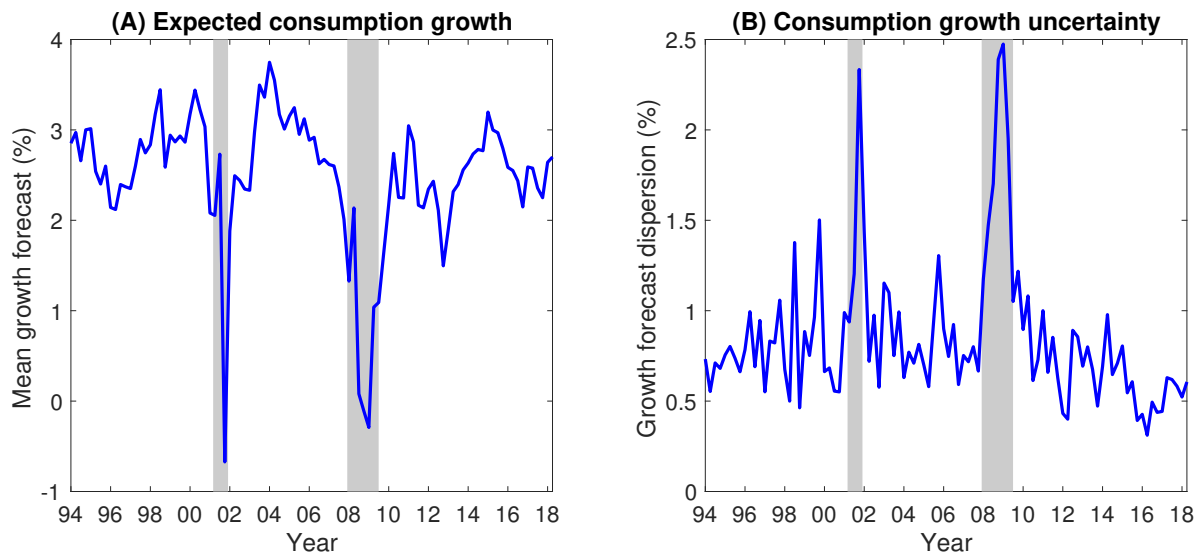 (A) Expected consumption growth
Mean growth forecast (%)
4
3
2
1
0
-1
94 96 98 00 02 04 06 08 10 12 14 16 18
Year
(B) Consumption growth uncertainty
Growth forecast dispersion (%)
2.5
2
1.5
1
0.5
0
94 96 98 00 02 04 06 08 10 12 14 16 18
Year